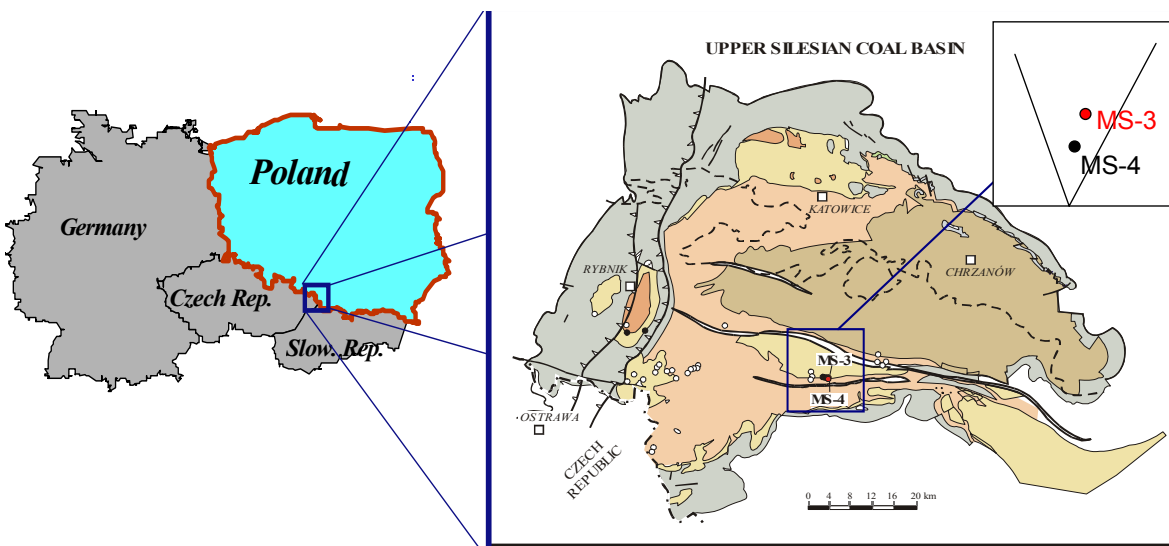 Poland
Germany
Czech Rep.
Slow. Rep.
UPPER SILESIAN COAL BASIN
MS-3
MS-4
KATOWICE
RYBNIK
CHRZANÓW
MS-3
MS-4
OSTRAWA
CZECH
REPUBLIC
0 4 8 12 16 20 km